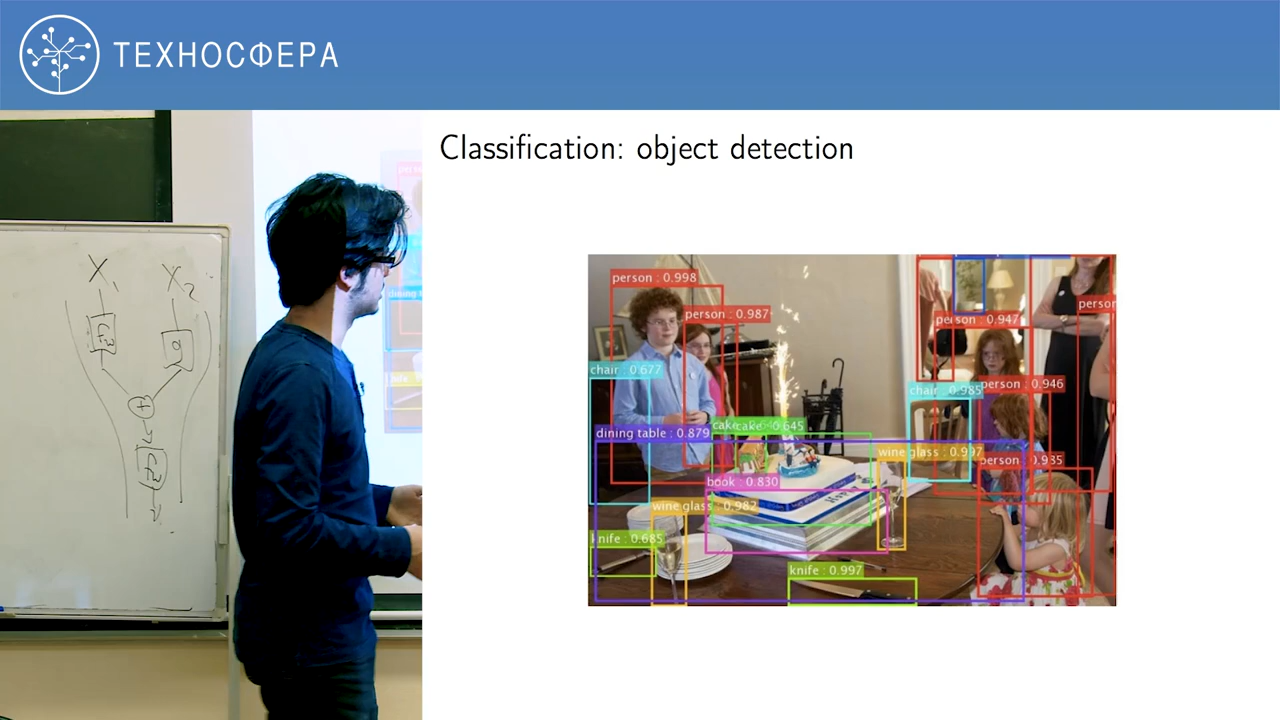 ТЕХНОСФЕРА
Classification: object detection
X1
X2
person : 0.998
person : 0.987
person : 0.947
person
chair : 0.677
chair : 0.985
person : 0.946
dining table : 0.879
cake
cake : 0.645
wine glass : 0.997
person : 0.935
book : 0.830
wine glass : 0.982
knife : 0.685
knife : 0.997